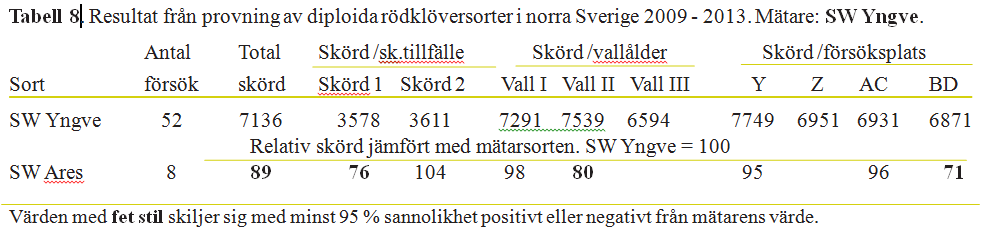 Tabell 8. Resultat från provning av diploida rödklöversorter i norra Sverige 2009 - 2013. Mätare: SW Yngve.
Antal Total Skörd /sk.tillfälle Skörd /vallålder Skörd /försöksplats
Sort försök skörd Skörd 1 Skörd 2 Vall I Vall II Vall III Y Z AC BD
SW Yngve 52 7136 3578 3611 7291 7539 6594 7749 6951 6931 6871
Relativ skörd jämfört med mätarsorten. SW Yngve = 100
SW Ares 8 89 76 104 98 80 95 96 71
Värden med fet stil skiljer sig med minst 95 % sannolikhet positivt eller negativt från mätarens värde.